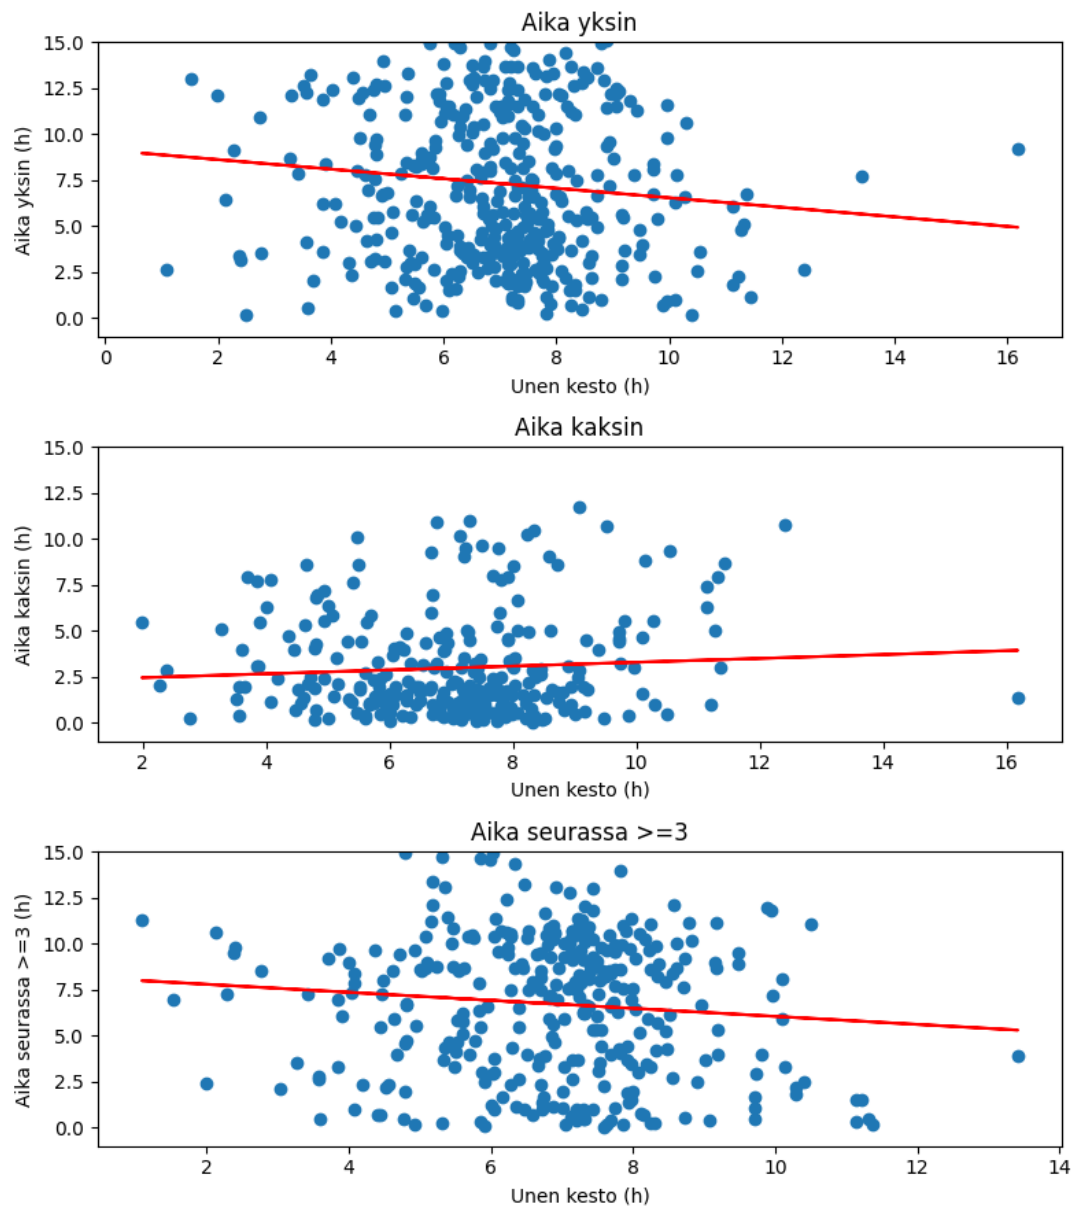 Aika yksin
15.0
12.5
10.0
7.5
5.0
2.5
0.0
Aika yksin (h)
0 2 4 6 8 10 12 14 16
Unen kesto (h)
Aika kaksin
15.0
12.5
10.0
7.5
5.0
2.5
0.0
Aika kaksin (h)
2 4 6 8 10 12 14 16
Unen kesto (h)
Aika seurassa >=3
15.0
12.5
10.0
7.5
5.0
2.5
0.0
Aika seurassa >=3 (h)
2 4 6 8 10 12 14
Unen kesto (h)